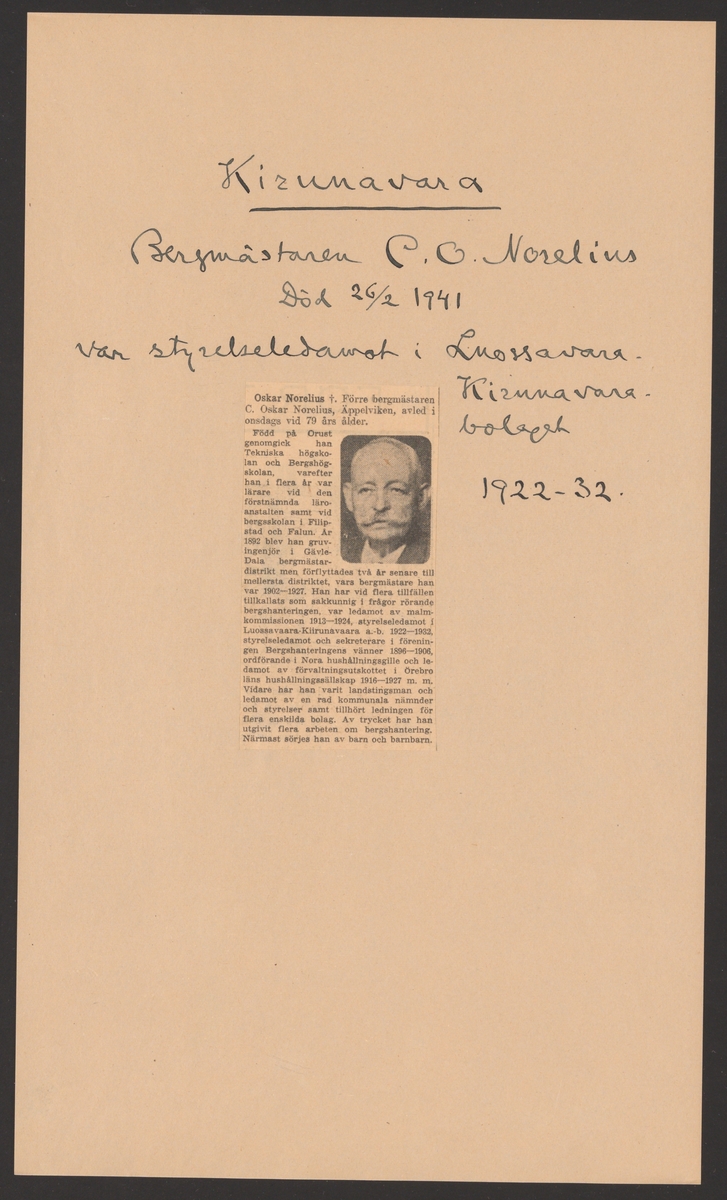 Kirunavara
Bergmästaren C. O. Norelius
Död 26/2 1941
var styrelseledamot i Luossavara-
Kirunavara-
bolaget
1922-32.
Oskar Norelius †. Förre bergmästaren
C. Oskar Norelius, Äppelviken, avled i
onsdags vid 79 års ålder.
Född på Orust
genomgick han
Tekniska högsko-
lan och Bergshög-
skolan, varefter
han i flera år var
lärare vid den
förstnämnda läro-
anstalten samt vid
bergsskolan i Filip-
stad och Falun. År
1892 blev han gruv-
ingenjör i Gävle-
Dala bergmästar-
distrikt men förflyttades två år senare till
mellersta distriktet, vars bergmästare han
var 1902—1927. Han har vid flera tillfällen
tillkallats som sakkunnig i frågor rörande
bergshanteringen, var ledamot av malm-
kommissionen 1913—1924, styrelseledamot i
Luossavaara-Kiirunavaara a.-b. 1922—1932,
styrelseledamot och sekreterare i förenin-
gen Bergshanteringens vänner 1896—1906,
ordförande i Nora hushållningsgille och le-
damot av förvaltningsutskottet i Örebro
läns hushållningssällskap 1916—1927 m. m.
Vidare har han varit landstingsman och
ledamot av en rad kommunala nämnder
och styrelser samt tillhört ledningen för
flera enskilda bolag. Av trycket har han
utgivit flera arbeten om bergshantering.
Närmast sörjes han av barn och barnbarn.